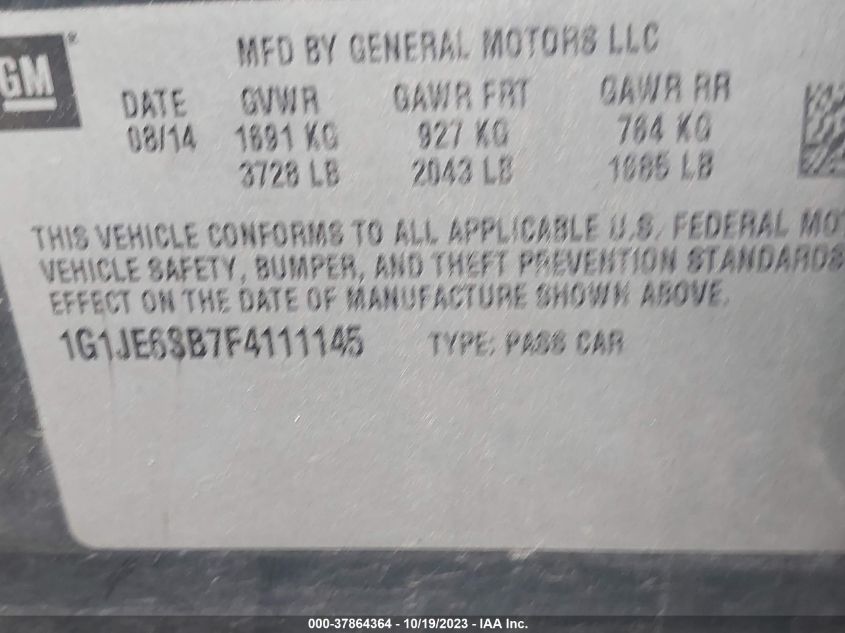 GM®
MFD BY GENERAL MOTORS LLC
DATE GVWR GAWR FRT GAWR RR
08/14 1691 KG 927 KG 764 KG
3728 LB 2043 LB 1685 LB
THIS VEHICLE CONFORMS TO ALL APPLICABLE U.S. FEDERAL MOT
VEHICLE SAFETY, BUMPER, AND THEFT PREVENTION STANDARDS
EFFECT ON THE DATE OF MANUFACTURE SHOWN ABOVE.
1G1JE6SB7F4111145 TYPE: PASS CAR
000-37864364 - 10/19/2023 - IAA Inc.